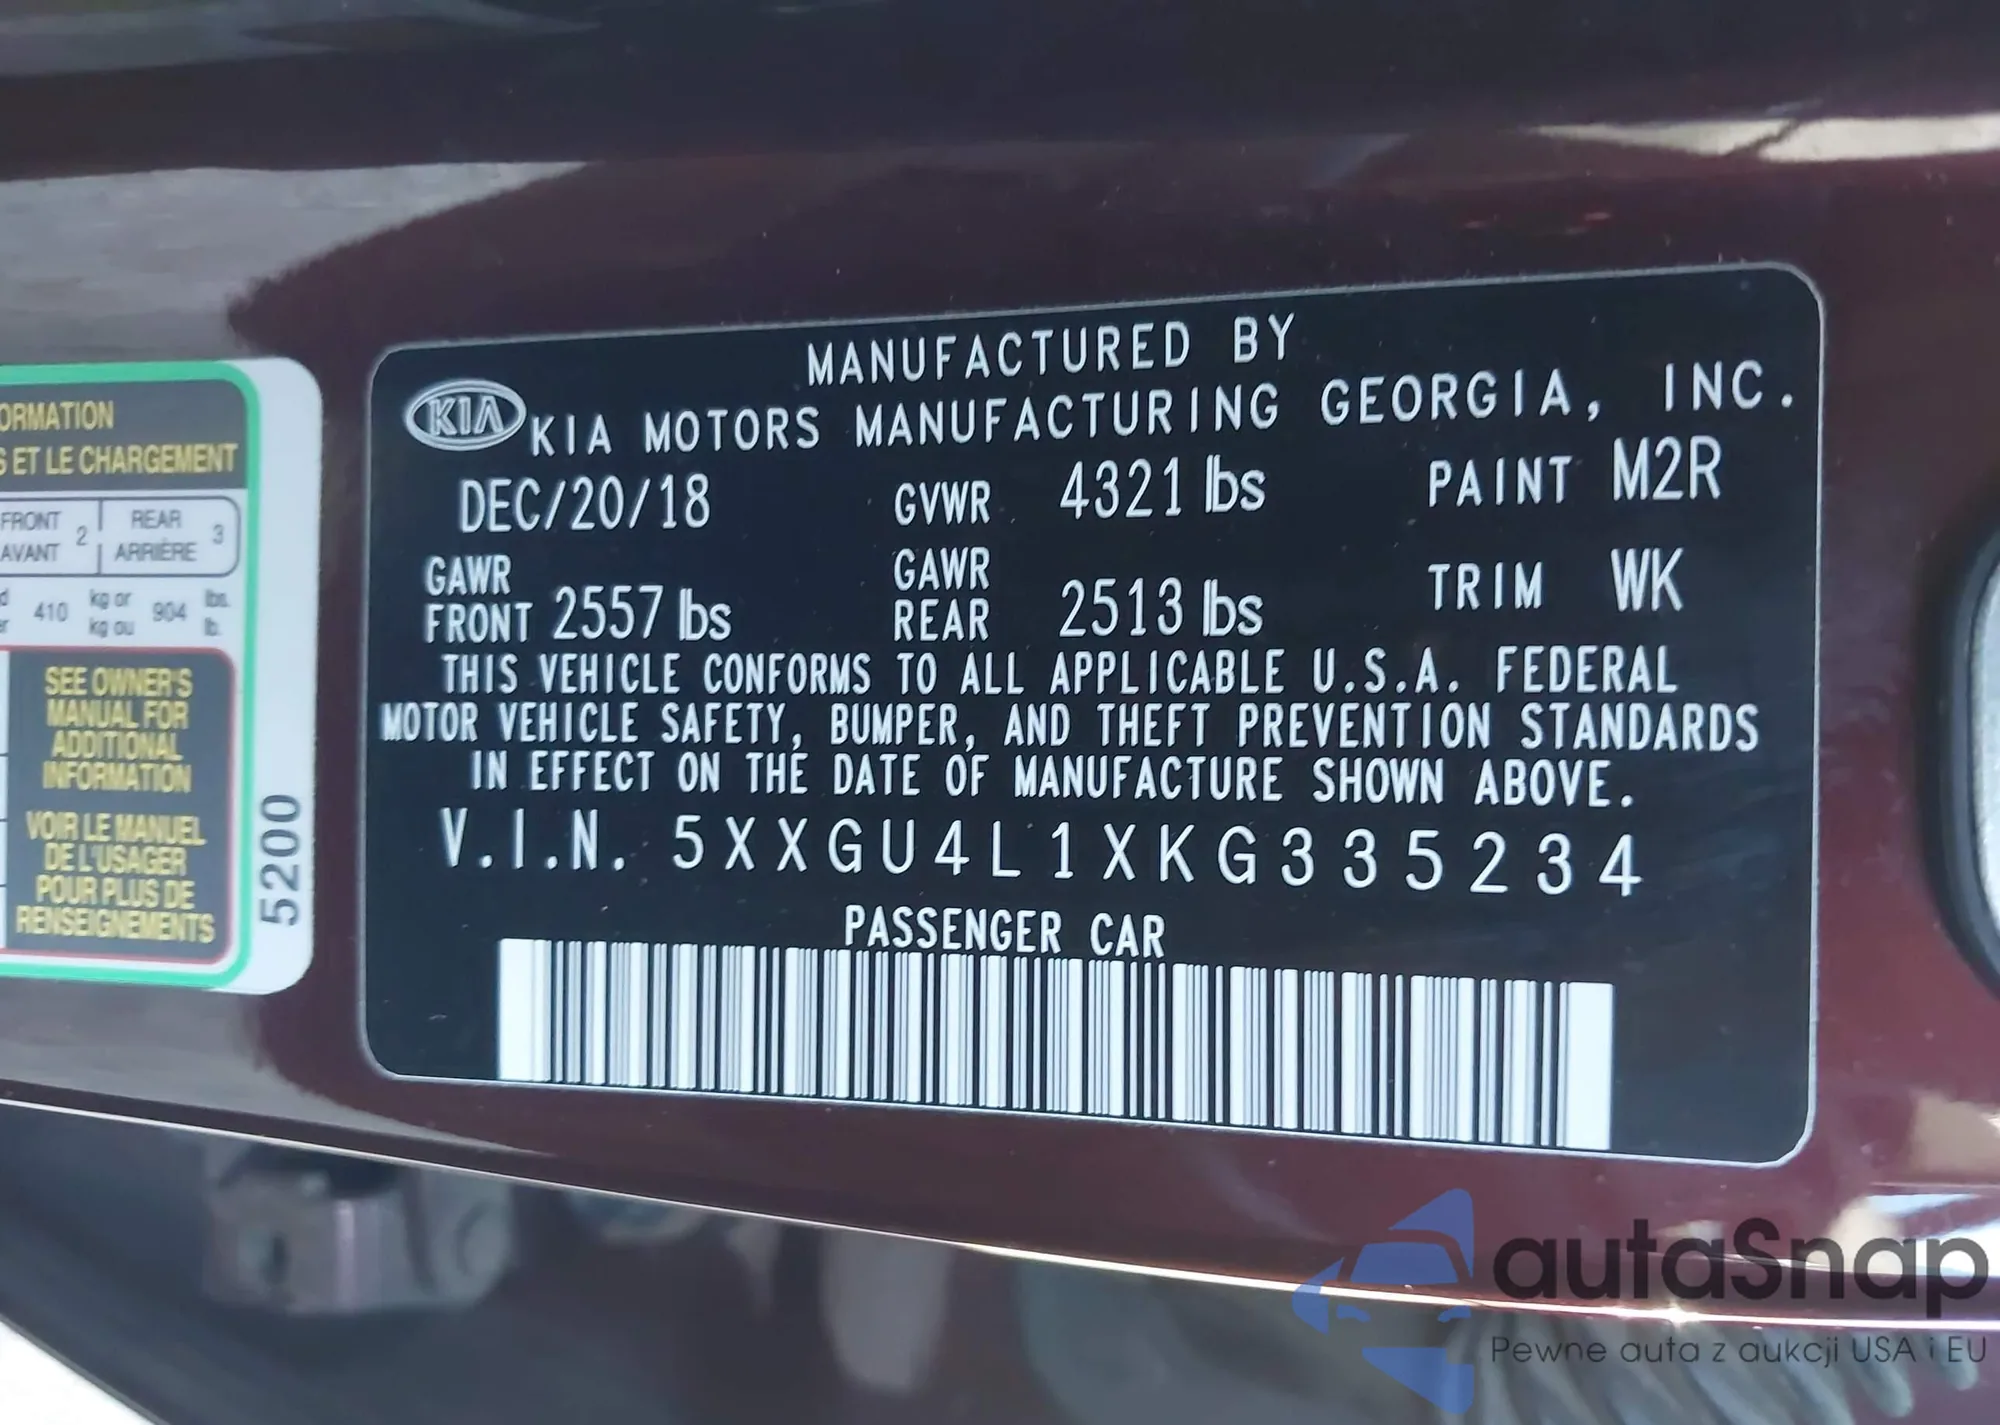 MANUFACTURED BY
KIA KIA MOTORS MANUFACTURING GEORGIA, INC.
DEC/20/18 GVWR 4321 lbs PAINT M2R
GAWR FRONT 2557 lbs GAWR REAR 2513 lbs TRIM WK
THIS VEHICLE CONFORMS TO ALL APPLICABLE U.S.A. FEDERAL
MOTOR VEHICLE SAFETY, BUMPER, AND THEFT PREVENTION STANDARDS
IN EFFECT ON THE DATE OF MANUFACTURE SHOWN ABOVE.
V.I.N. 5XXGU4L1XKG335234
PASSENGER CAR
ET LE CHARGEMENT
FRONT 2 REAR 3
AVANT ARRIÈRE
410 kg or 904 lbs.
kg ou lb.
SEE OWNER'S
MANUAL FOR
ADDITIONAL
INFORMATION
VOIR LE MANUEL
DE L'USAGER
POUR PLUS DE
RENSEIGNEMENTS
5200
autaSnap
Pewne auta z aukcji USA i EU